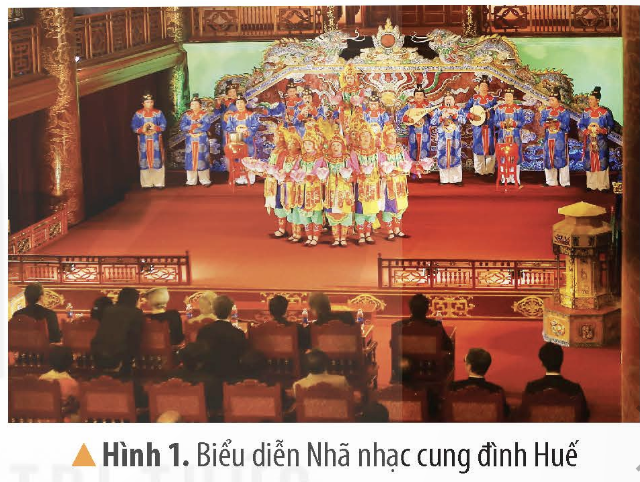 ▲ Hình 1. Biểu diễn Nhã nhạc cung đình Huế